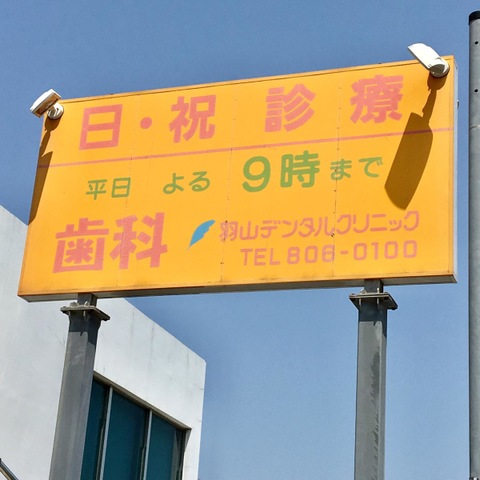 日・祝 診療
平日 よる 9時まで
歯科 羽山デンタルクリニック
TEL 806-0100